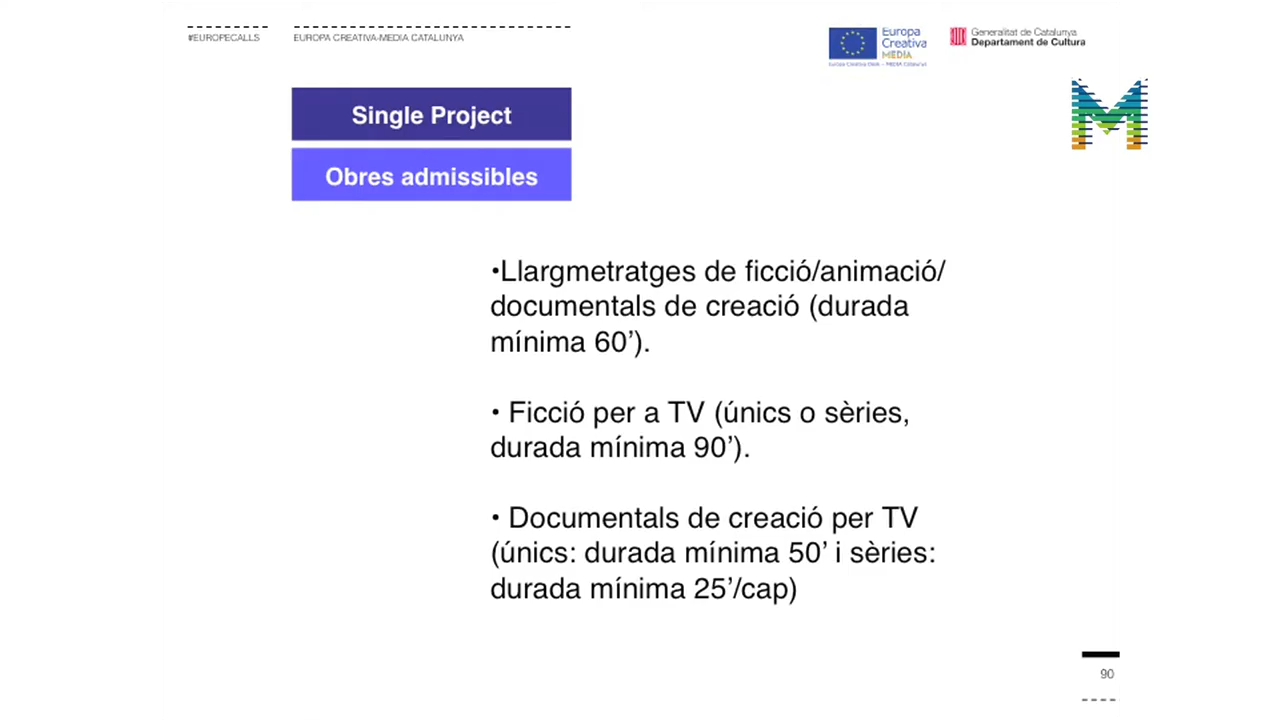 #EUROPECALLS
EUROPA CREATIVA-MEDIA CATALUNYA
Europa
Creativa
MEDIA
Generalitat de Catalunya
Departament de Cultura
Single Project
Obres admissibles
•Llargmetratges de ficció/animació/
documentals de creació (durada
mínima 60’).
• Ficció per a TV (únics o sèries,
durada mínima 90’).
• Documentals de creació per TV
(únics: durada mínima 50’ i sèries:
durada mínima 25’/cap)
90